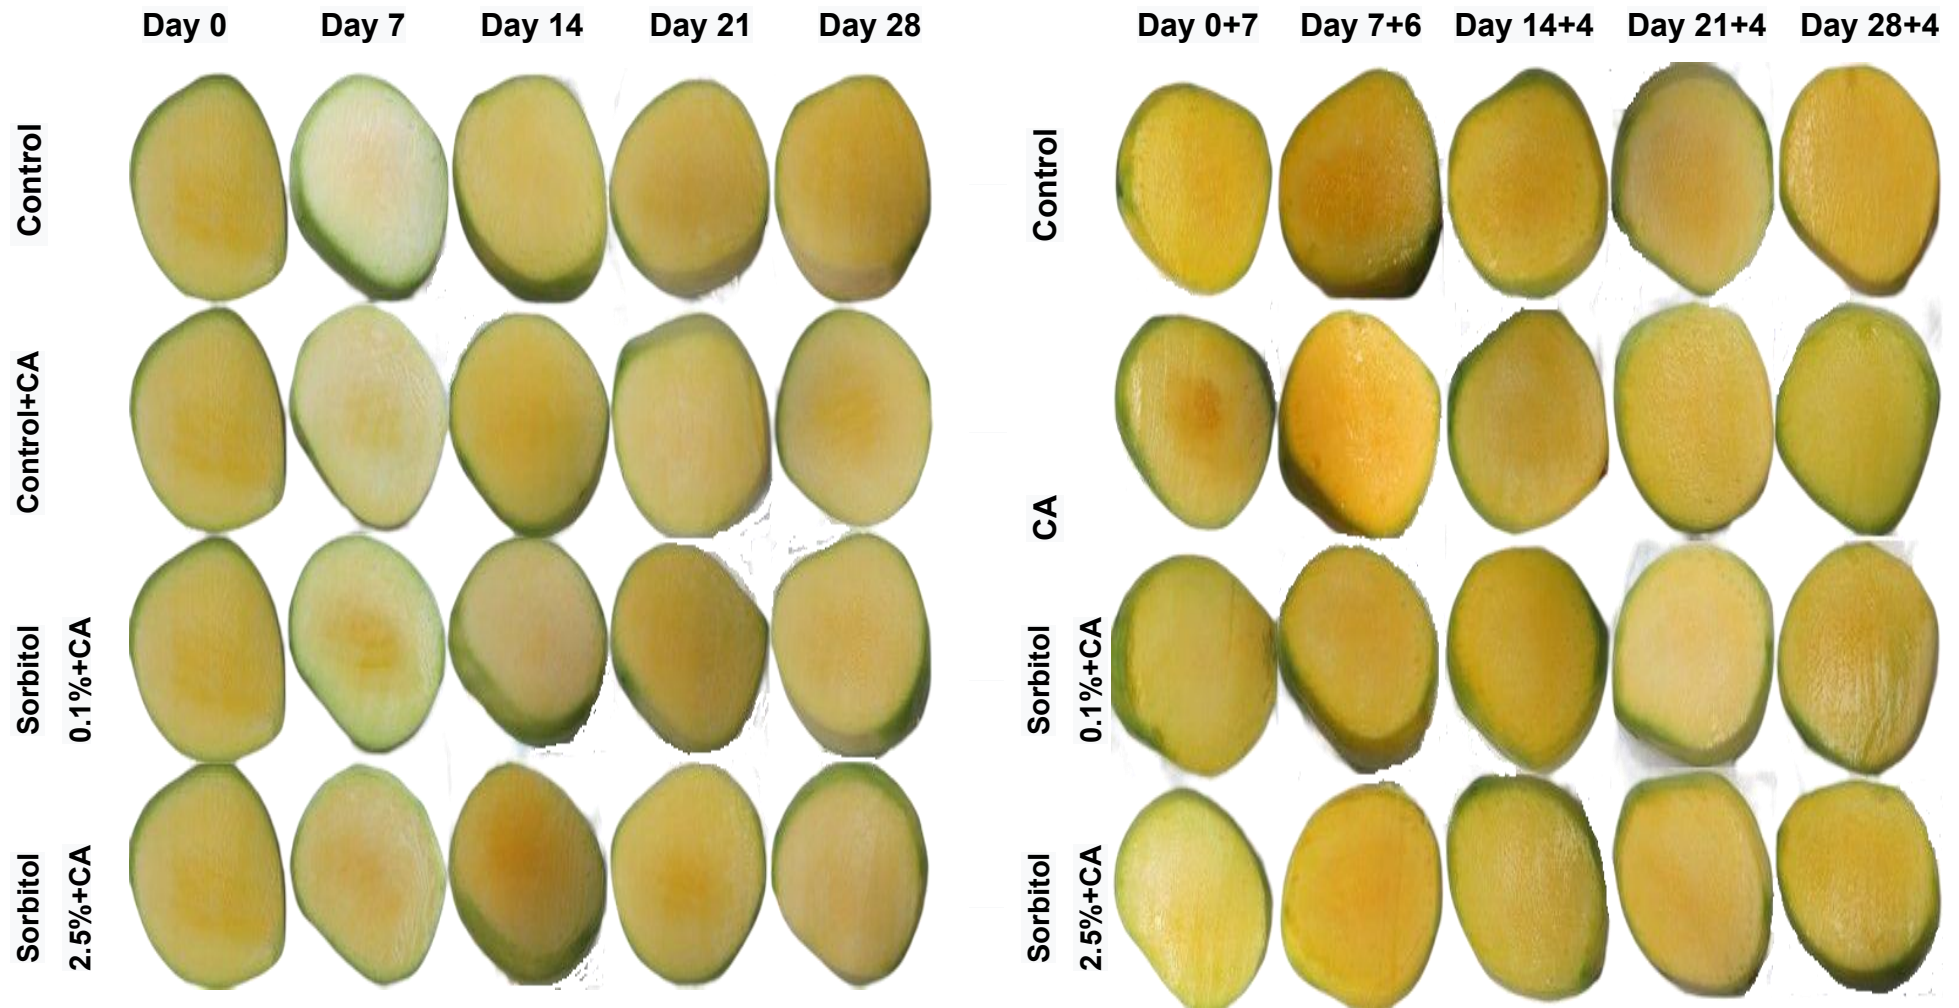 Day 0 Day 7 Day 14 Day 21 Day 28
Control
Control+CA
Sorbitol
0.1%+CA
Sorbitol
2.5%+CA
Day 0+7 Day 7+6 Day 14+4 Day 21+4 Day 28+4
Control
CA
Sorbitol
0.1%+CA
Sorbitol
2.5%+CA